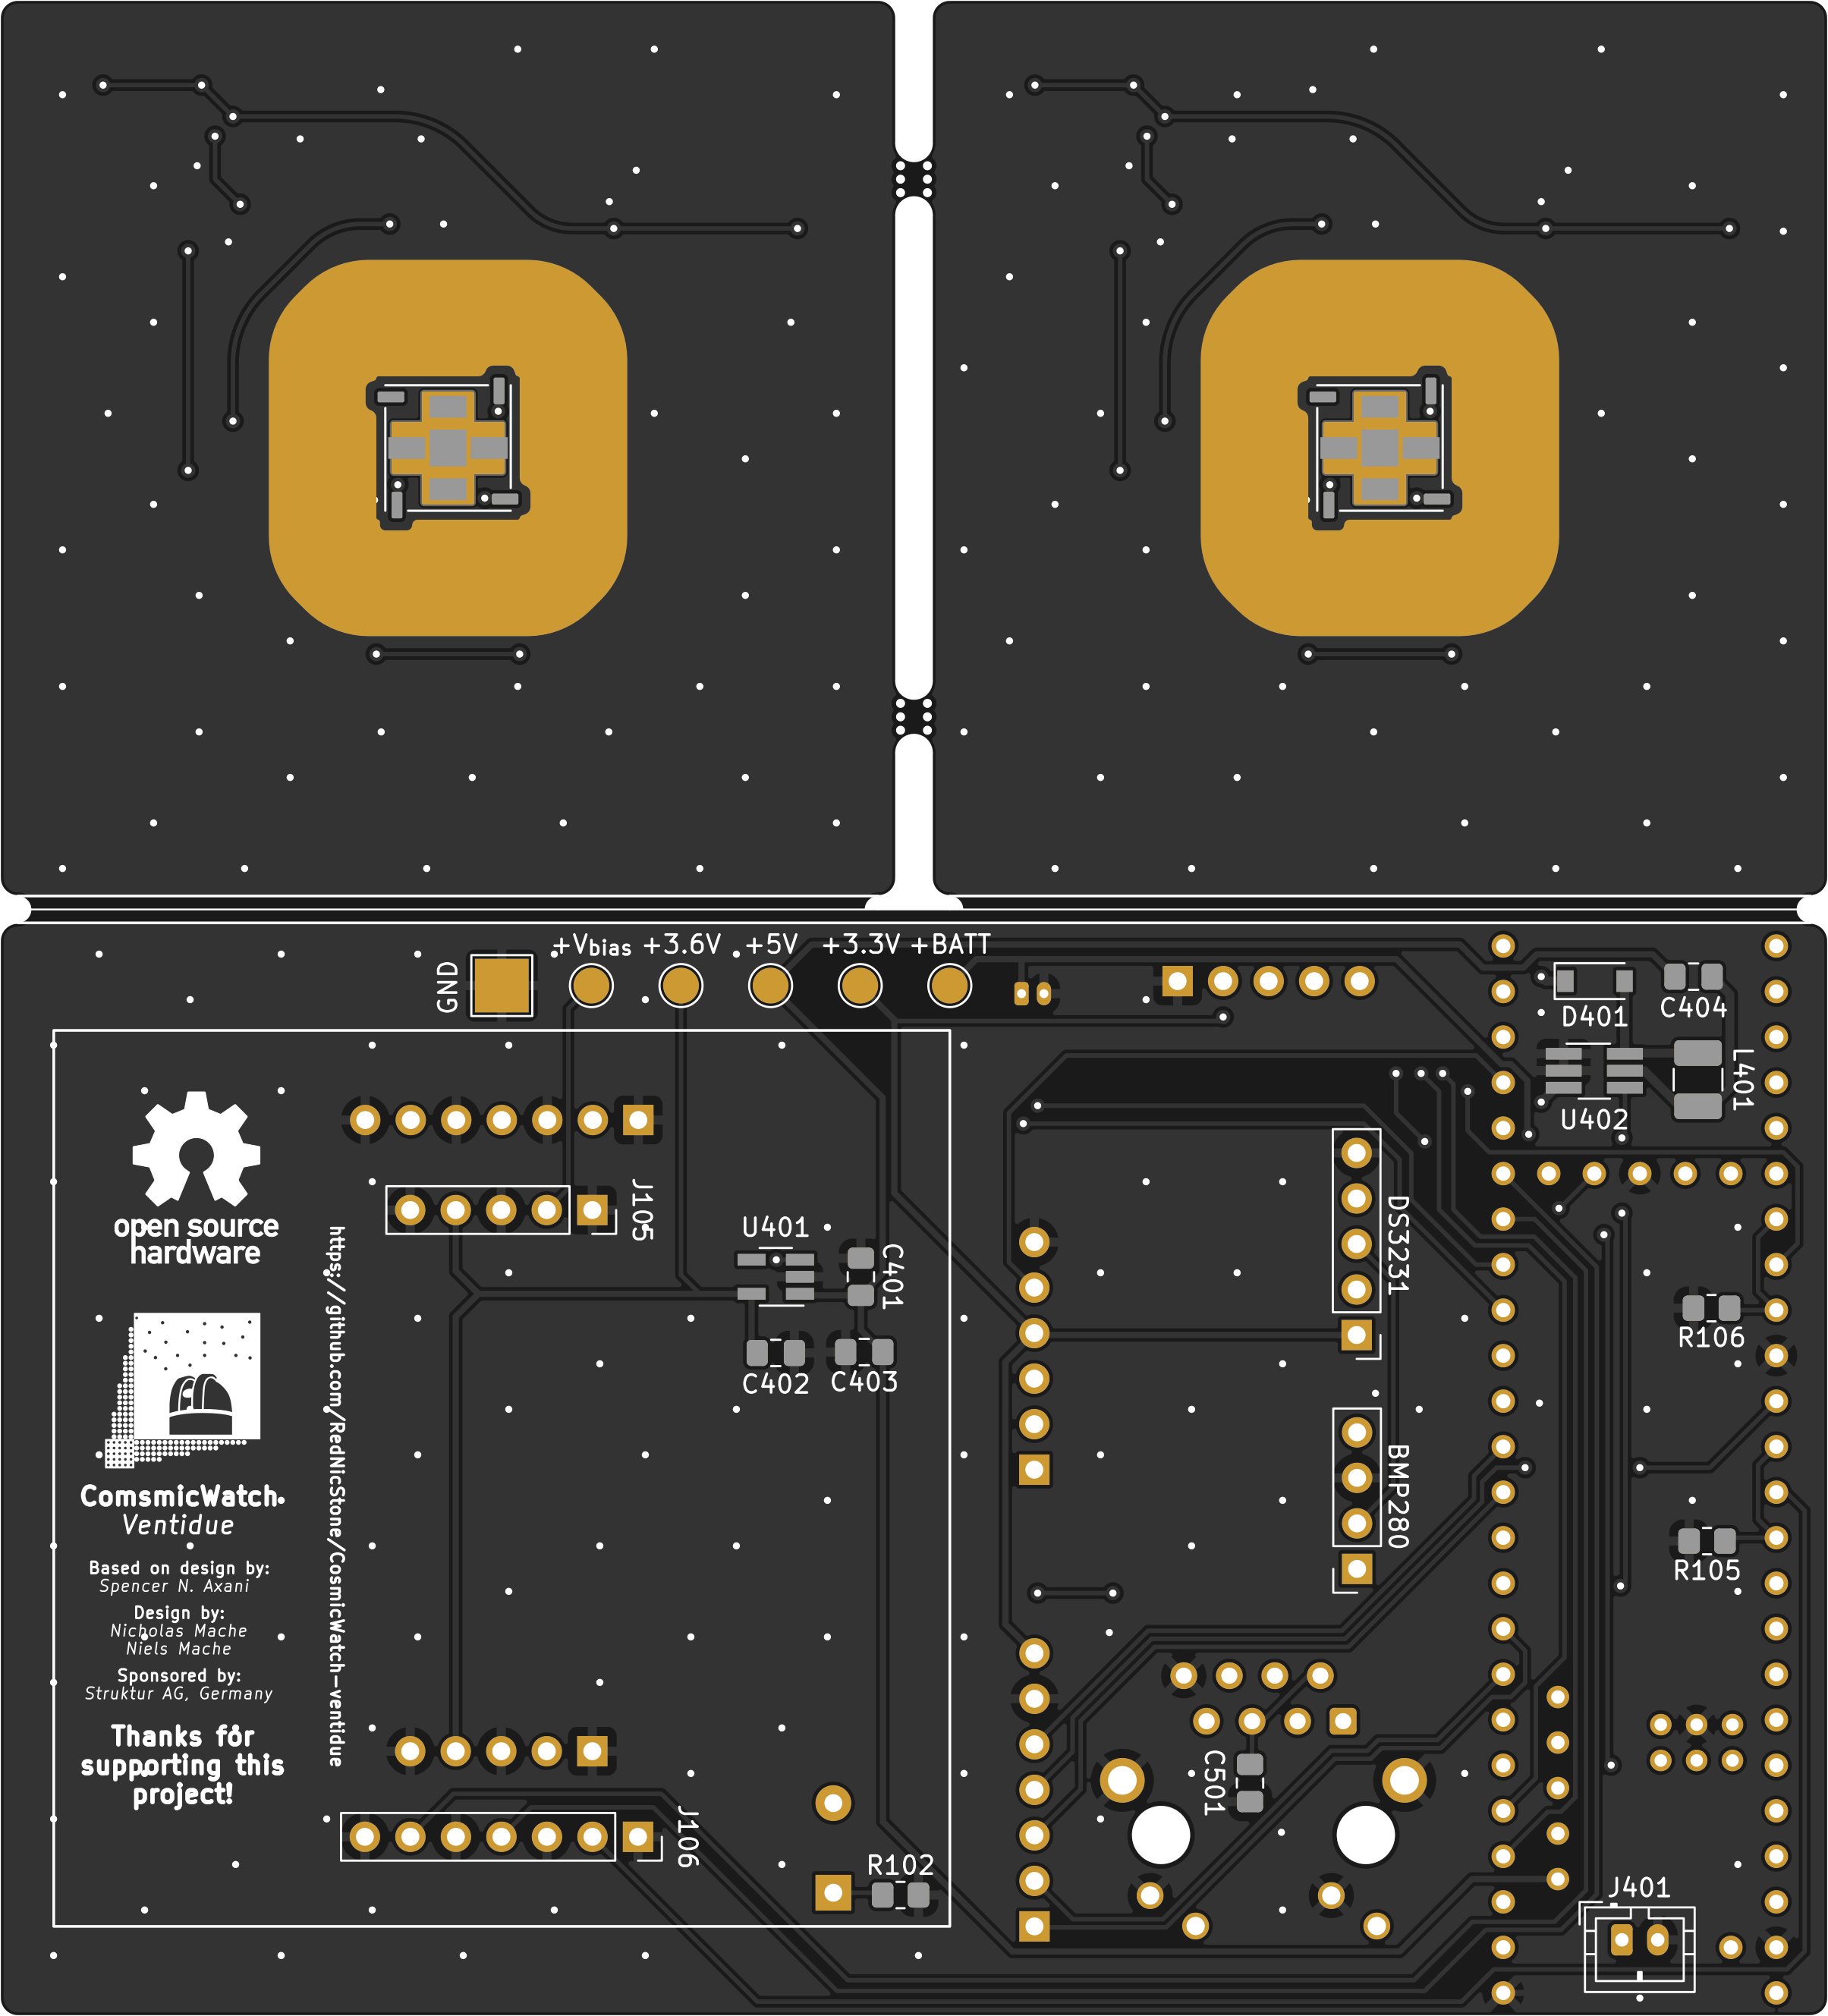 +Vbias +3.6V +5V +3.3V +BATT
GND
D401
C404
L401
U402
J105
U401
C401
C402
C403
DS3231
BMP280
R106
R105
open source
hardware
https://github.com/RedNicStone/CosmicWatch-ventidue
ComsmicWatch
Ventidue
Based on design by:
Spencer N. Axani
Design by:
Nicholas Mache
Niels Mache
Sponsored by:
Struktur AG, Germany
Thanks for
supporting this
project!
J106
R102
C501
J401